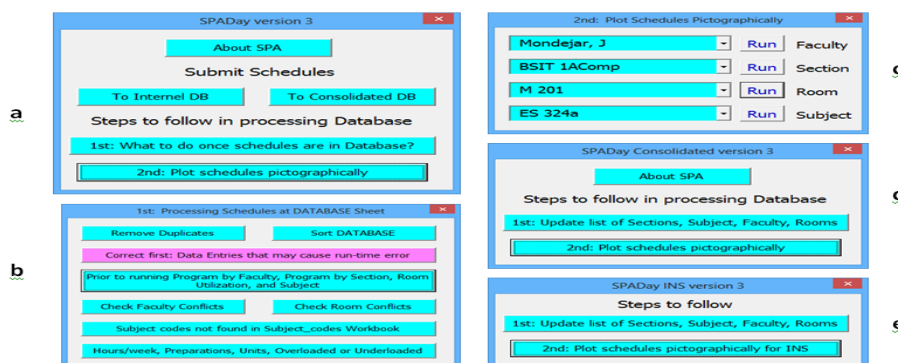 a
SPADay version 3
About SPA
Submit Schedules
To Internel DB
To Consolidated DB
Steps to follow in processing Database
1st: What to do once schedules are in Database?
2nd: Plot schedules pictographically
b
1st: Processing Schedules at DATABASE Sheet
Remove Duplicates
Sort DATABASE
Correct first: Data Entries that may cause run-time error
Prior to running Program by Faculty, Program by Section, Room
Utilization, and Subject
Check Faculty Conflicts
Check Room Conflicts
Subject codes not found in Subject_codes Workbook
Hours/week, Preparations, Units, Overloaded or Underloaded
2nd: Plot Schedules Pictographically
Mondejar, J Run Faculty
BSIT 1AComp Run Section
M 201 Run Room
ES 324a Run Subject
SPADay Consolidated version 3
About SPA
Steps to follow in processing Database
1st: Update list of Sections, Subject, Faculty, Rooms
2nd: Plot schedules pictographically
SPADay INS version 3
Steps to follow
1st: Update list of Sections, Subject, Faculty, Rooms
2nd: Plot schedules pictographically for INS